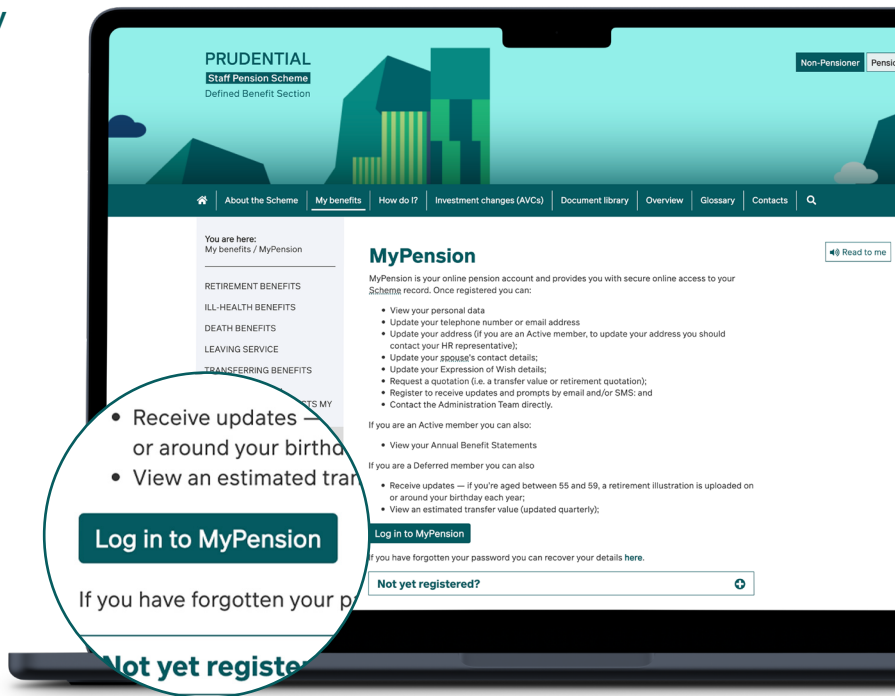 PRUDENTIAL
Staff Pension Scheme
Defined Benefit Section
Non-Pensioner
About the Scheme
My benefits
How do I?
Investment changes (AVCs)
Document library
Overview
Glossary
Contacts
You are here:
My benefits / MyPension
RETIREMENT BENEFITS
ILL-HEALTH BENEFITS
DEATH BENEFITS
LEAVING SERVICE
TRANSFERRING BENEFITS
MY
MyPension
Read to me
MyPension is your online pension account and provides you with secure online access to your
Scheme record. Once registered you can:
• View your personal data
• Update your telephone number or email address
• Update your address (if you are an Active member, to update your address you should
contact your HR representative);
• Update your spouse's contact details;
• Update your Expression of Wish details;
• Request a quotation (i.e. a transfer value or retirement quotation);
• Register to receive updates and prompts by email and/or SMS: and
• Contact the Administration Team directly.
If you are an Active member you can also:
• View your Annual Benefit Statements
If you are a Deferred member you can also
• Receive updates — if you're aged between 55 and 59, a retirement illustration is uploaded on
or around your birthday each year;
• View an estimated transfer value (updated quarterly);
Log in to MyPension
If you have forgotten your password you can recover your details here.
Not yet registered?
• Receive updates —
or around your birthd
• View an estimated tran
Log in to MyPension
If you have forgotten your p
Not yet registe